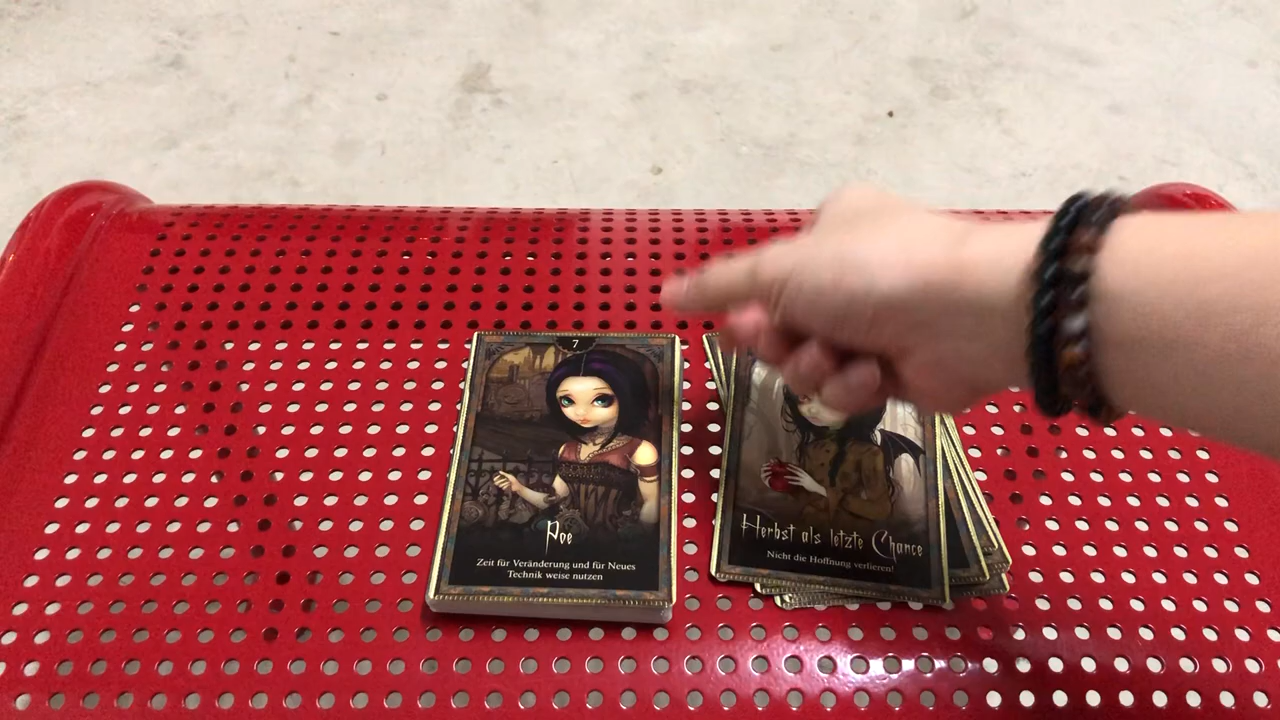 7
Poe
Zeit für Veränderung und für Neues
Technik weise nutzen
Herbst als letzte Chance
Nicht die Hoffnung verlieren!